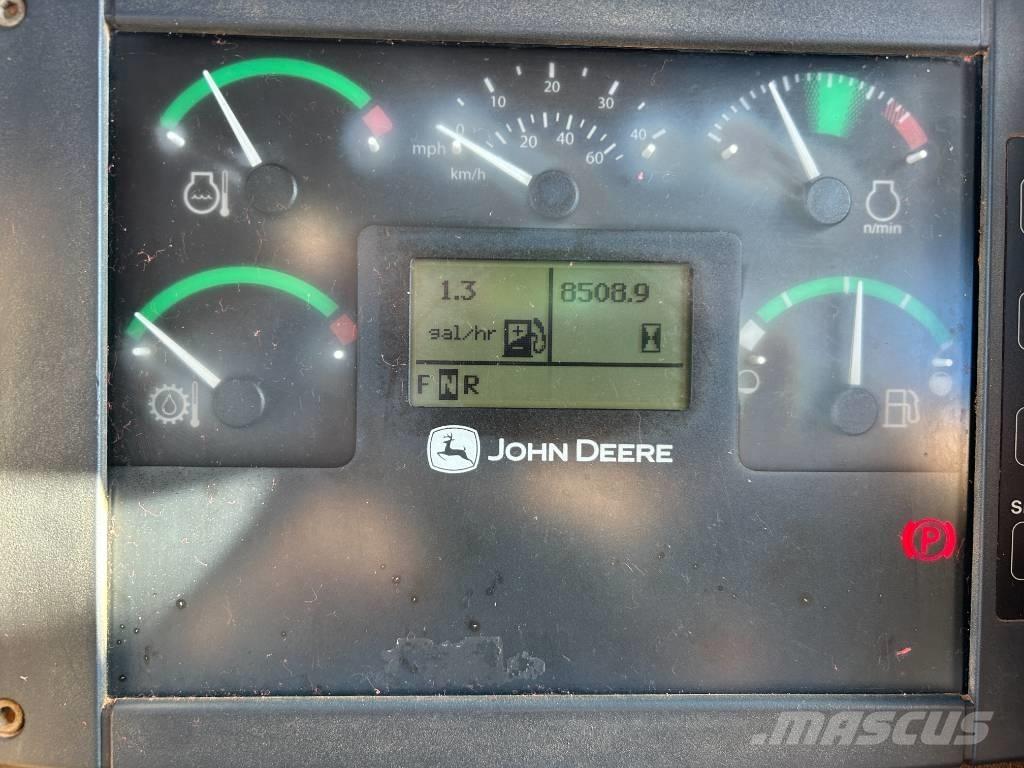 10 20 30 40
mph 0 20 40 60
km/h
n/min
1.3 8508.9
gal/hr
F N R
JOHN DEERE
P
S
MASCUS